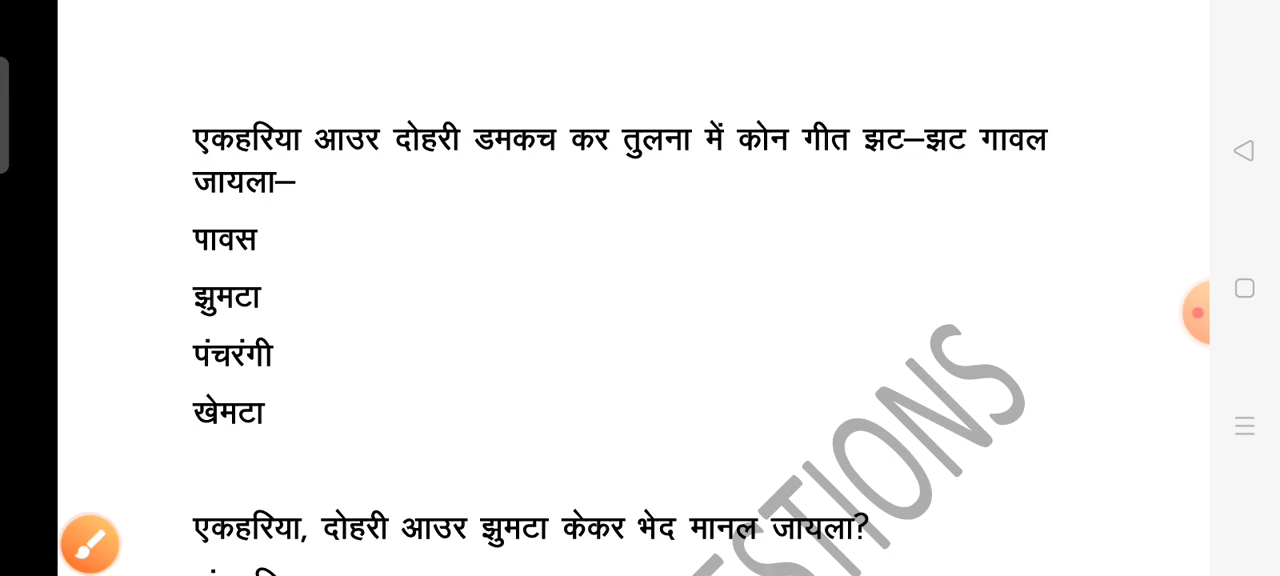 एकहरिया आउर दोहरी डमकच कर तुलना में कोन गीत झट–झट गावल
जायला–
पावस
झुमटा
पंचरंगी
खेमटा
एकहरिया, दोहरी आउर झुमटा केकर भेद मानल जायला?
ESTIONS